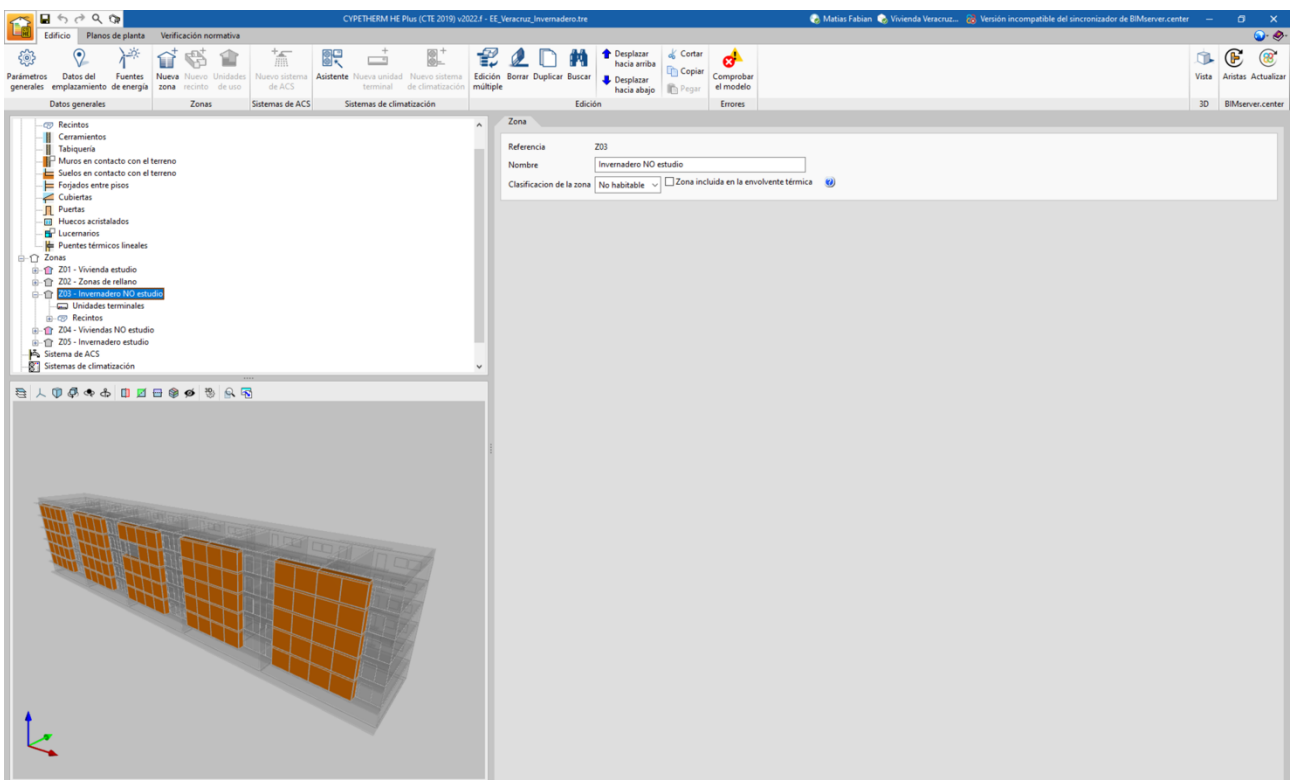 CYPETHERM HE Plus (CTE 2019) v2022.f - EE_Veracruz_Invernadero.tre
Matias Fabian Vivienda Veracruz... Versión incompatible del sincronizador de BIMserver.center
Edificio Planos de planta Verificación normativa
Parámetros generales
Datos del emplazamiento
Fuentes de energía
Nueva zona
Nuevo recinto
Unidades de uso
Nuevo sistema de ACS
Asistente
Nueva unidad terminal
Nuevo sistema de climatización
Edición múltiple
Borrar
Duplicar
Buscar
Desplazar hacia arriba
Desplazar hacia abajo
Cortar
Copiar
Pegar
Comprobar el modelo
Vista
Aristas
Actualizar
Datos generales Zonas Sistemas de ACS Sistemas de climatización Edición Errores 3D BIMserver.center
Recintos
Cerramientos
Tabiquería
Muros en contacto con el terreno
Suelos en contacto con el terreno
Forjados entre pisos
Cubiertas
Puertas
Huecos acristalados
Lucernarios
Puentes térmicos lineales
Zonas
Z01 - Vivienda estudio
Z02 - Zonas de rellano
Z03 - Invernadero NO estudio
Unidades terminales
Recintos
Z04 - Viviendas NO estudio
Z05 - Invernadero estudio
Sistema de ACS
Sistemas de climatización
Zona
Referencia Z03
Nombre Invernadero NO estudio
Clasificacion de la zona No habitable Zona incluida en la envolvente térmica